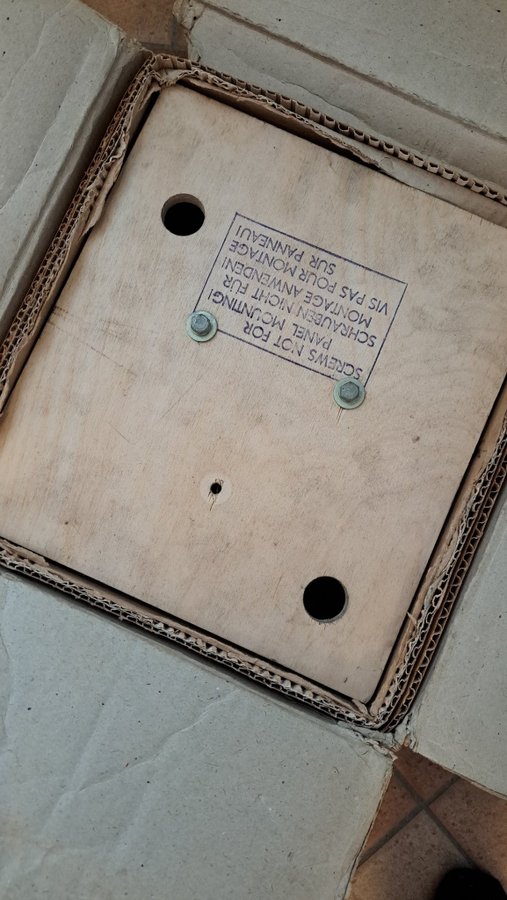 SCREWS NOT FOR
PANEL MOUNTING!
SCHRAUBEN NICHT FÜR
MONTAGE ANWENDEN!
VIS PAS POUR MONTAGE
SUR PANNEAU!